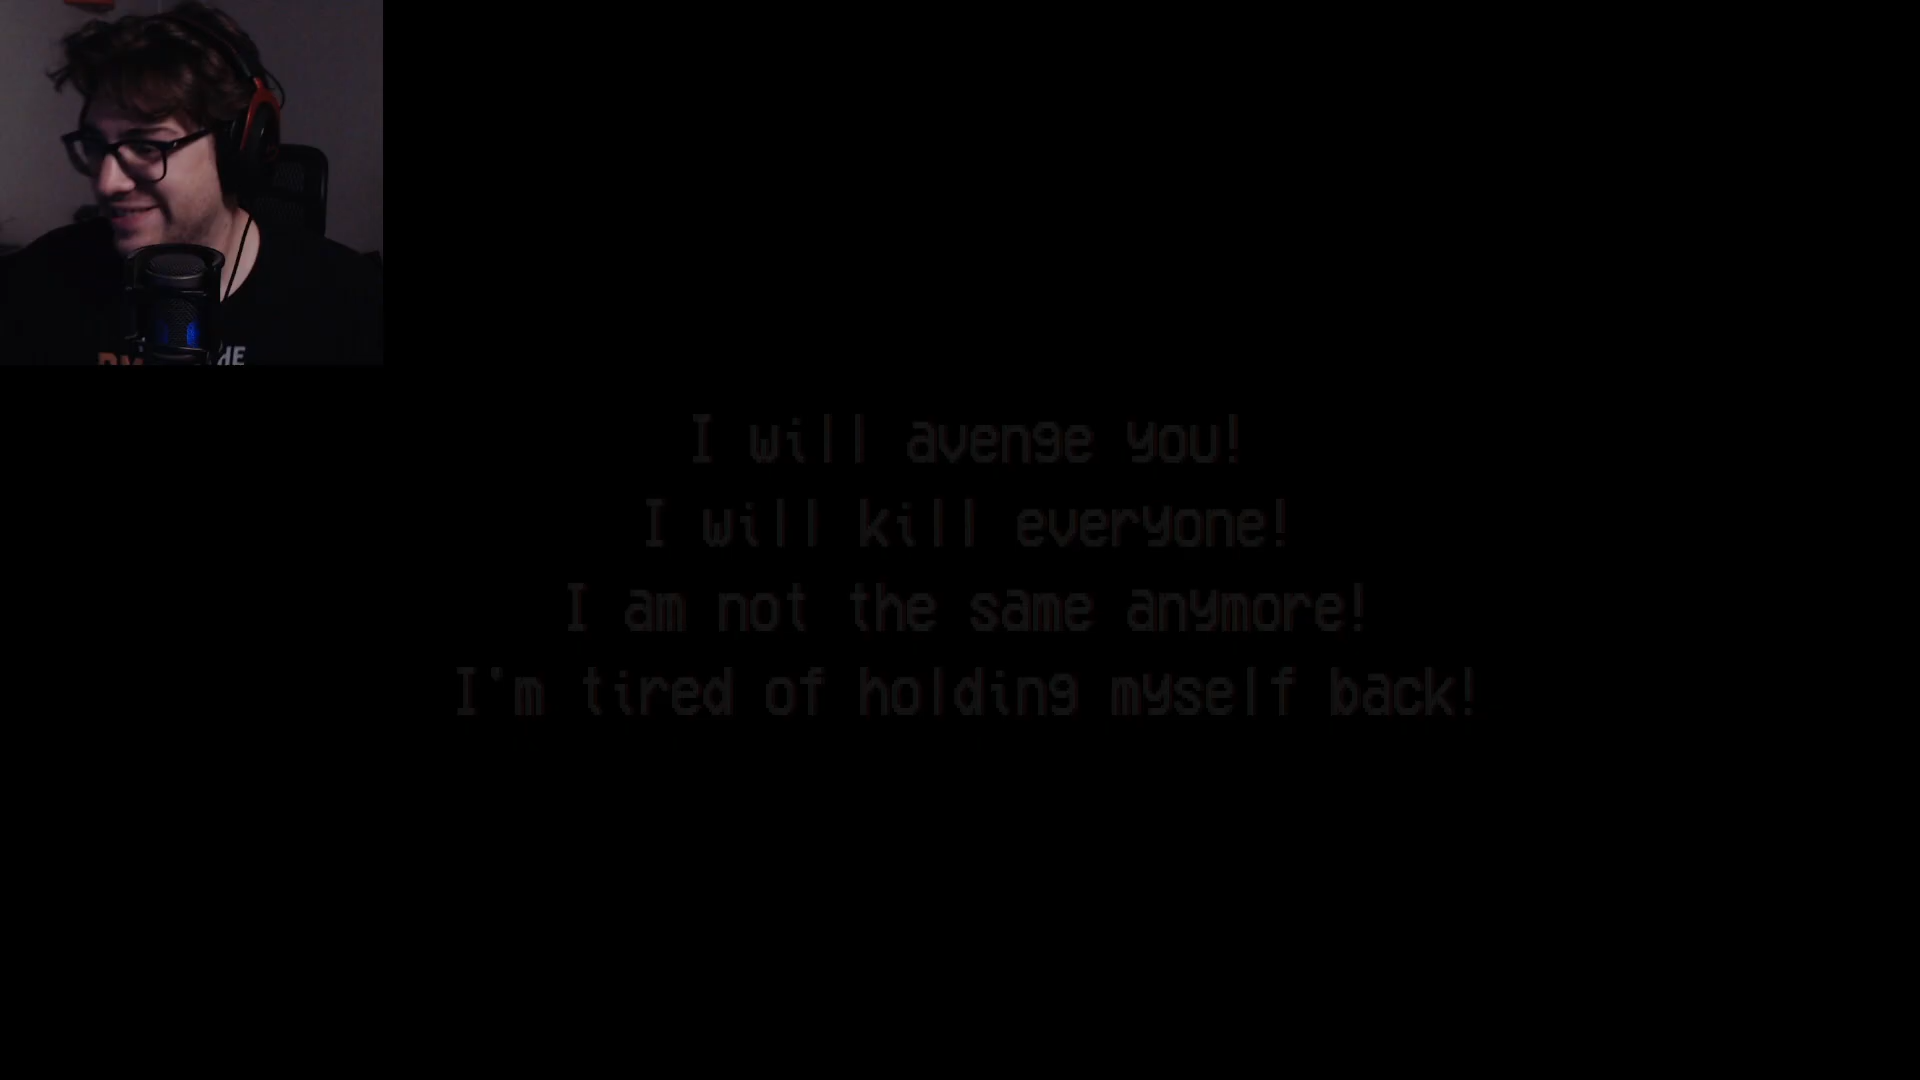 I will avenge you!
I will kill everyone!
I am not the same anymore!
I'm tired of holding myself back!